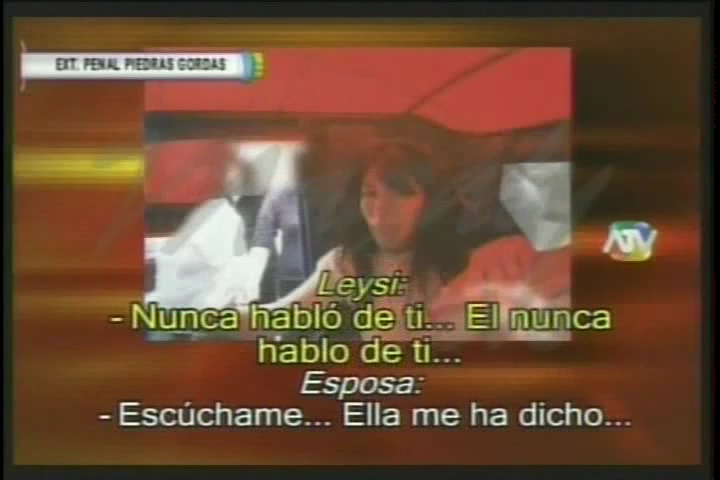 EXT. PENAL PIEDRAS GORDAS
ATV
Leysi:
- Nunca habló de ti... El nunca
hablo de ti...
Esposa:
- Escúchame... Ella me ha dicho...